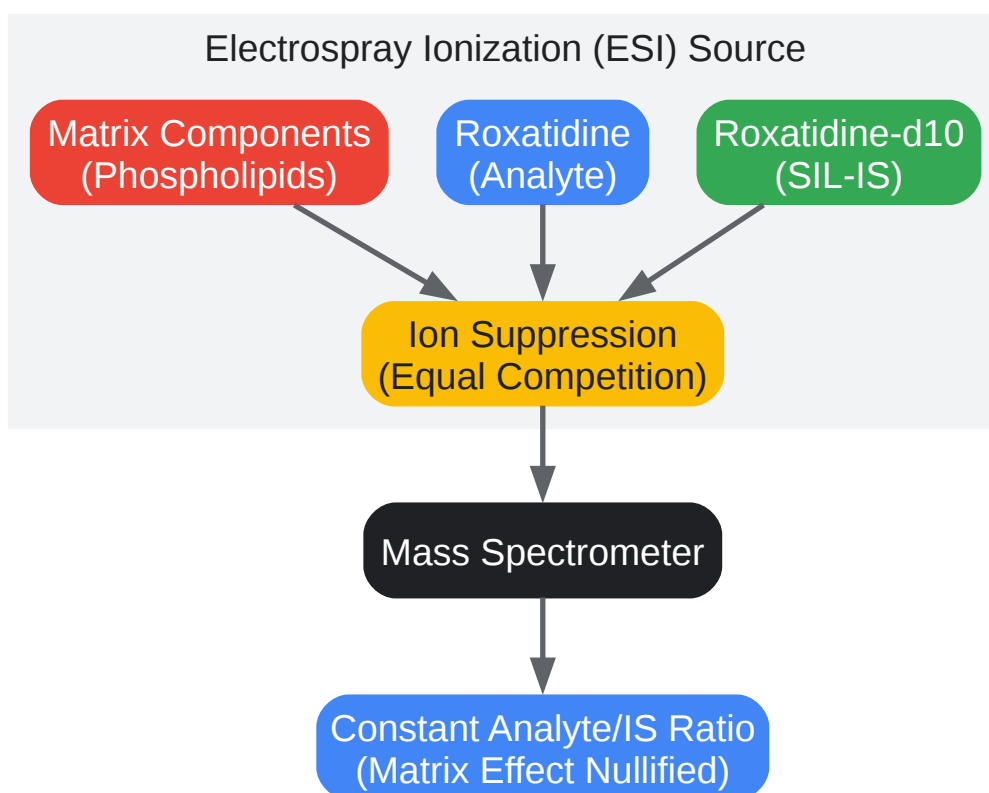 Electrospray Ionization (ESI) Source
Matrix Components
(Phospholipids)
Roxatidine
(Analyte)
Roxatidine-d10
(SIL-IS)
Ion Suppression
(Equal Competition)
Mass Spectrometer
Constant Analyte/IS Ratio
(Matrix Effect Nullified)